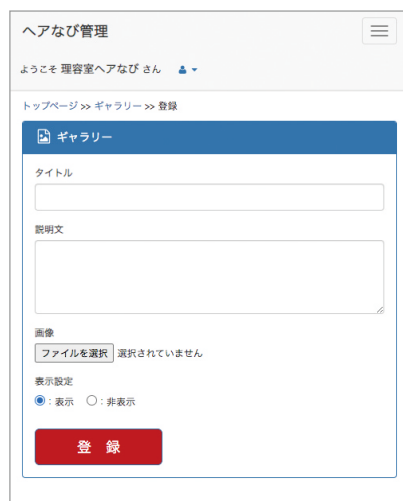 ヘアなび管理
ようこそ 理容室ヘアなび さん
トップページ >> ギャラリー >> 登録
ギャラリー
タイトル
説明文
画像
ファイルを選択 選択されていません
表示設定
：表示 ：非表示
登 録